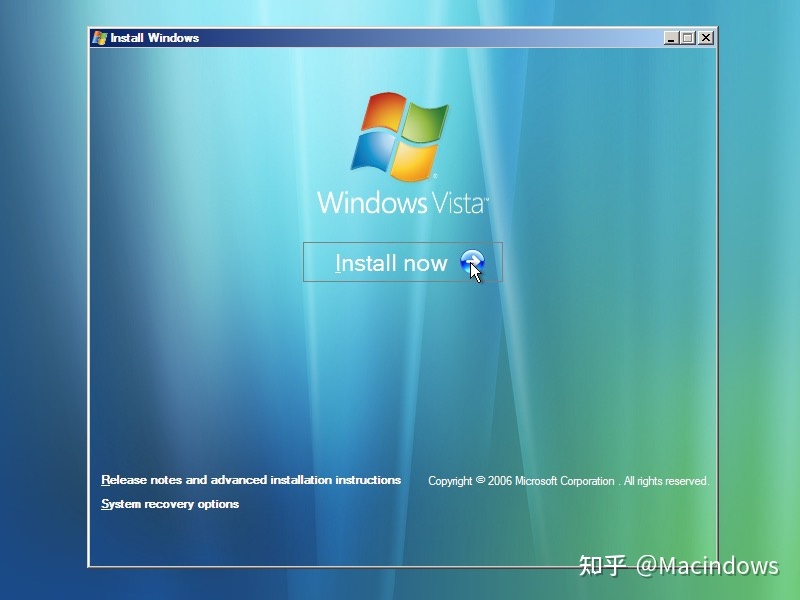 Install Windows
Windows Vista™
Install now
Release notes and advanced installation instructions
Copyright © 2006 Microsoft Corporation . All rights reserved.
System recovery options
知乎 @Macindows